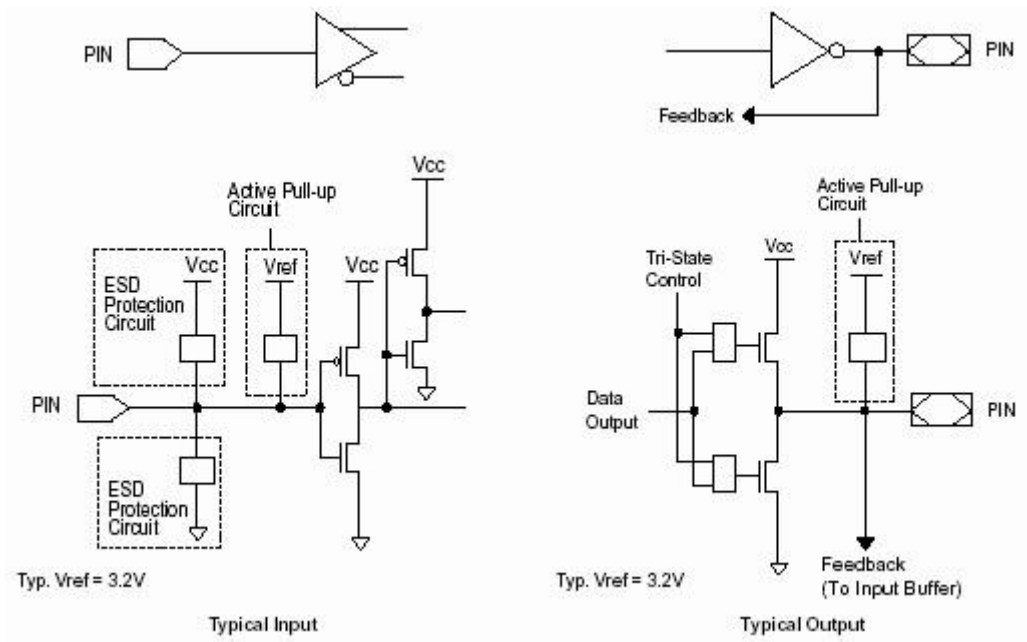 PIN
PIN
Feedback
Vcc
Active Pull-up
Circuit
Vcc
Vref
Vcc
ESD
Protection
Circuit
PIN
ESD
Protection
Circuit
Typ. Vref = 3.2V
Typical Input
Active Pull-up
Circuit
Tri-State
Control
Vcc
Vref
Data
Output
PIN
Feedback
(To Input Buffer)
Typ. Vref = 3.2V
Typical Output